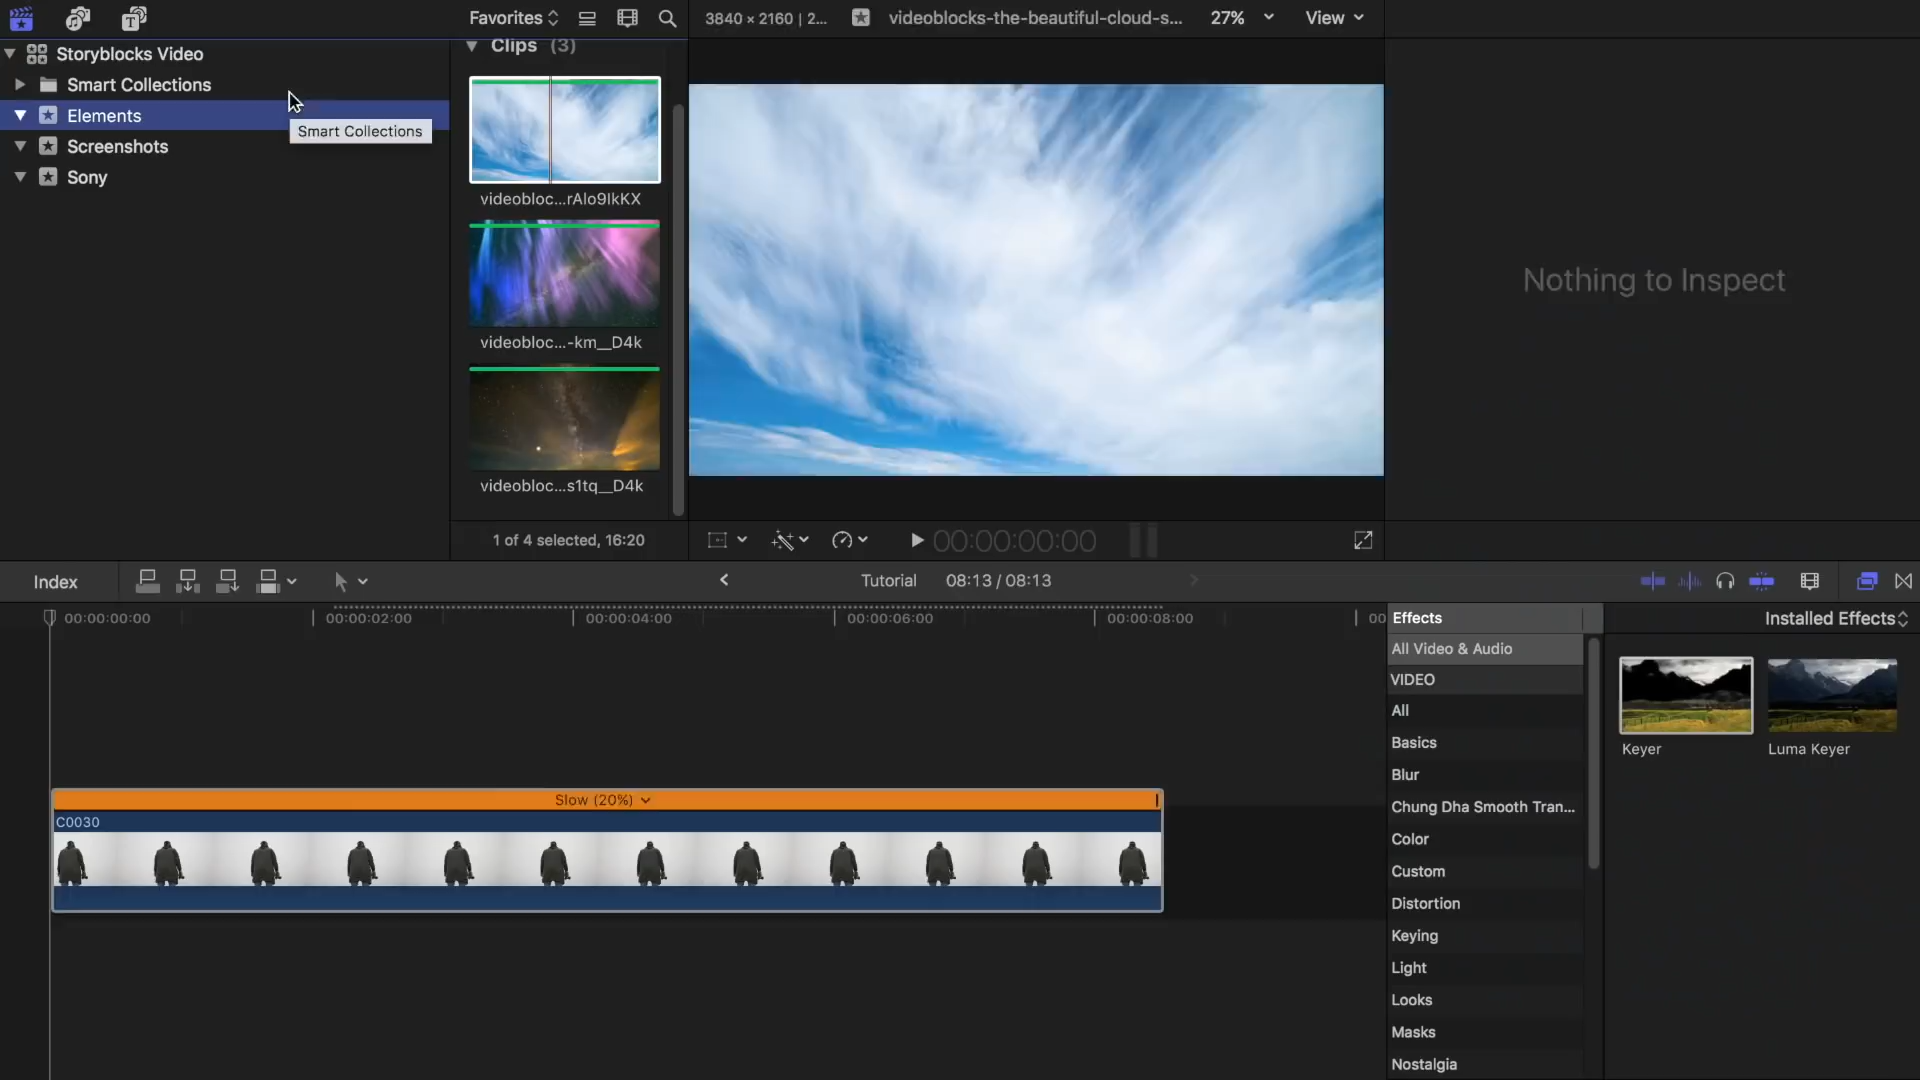 Favorites
3840 × 2160 | 2...
videoblocks-the-beautiful-cloud-s...
27%
View
Storyblocks Video
Smart Collections
Elements
Smart Collections
Screenshots
Sony
Clips (3)
videobloc...rAlo9IkKX
videobloc...-km__D4k
videobloc...s1tq__D4k
1 of 4 selected, 16:20
Nothing to Inspect
00:00:00:00
Index
Tutorial
08:13 / 08:13
00:00:00:00
00:00:02:00
00:00:04:00
00:00:06:00
00:00:08:00
00
Slow (20%)
C0030
Effects
All Video & Audio
VIDEO
All
Basics
Blur
Chung Dha Smooth Tran...
Color
Custom
Distortion
Keying
Light
Looks
Masks
Nostalgia
Installed Effects
Keyer
Luma Keyer